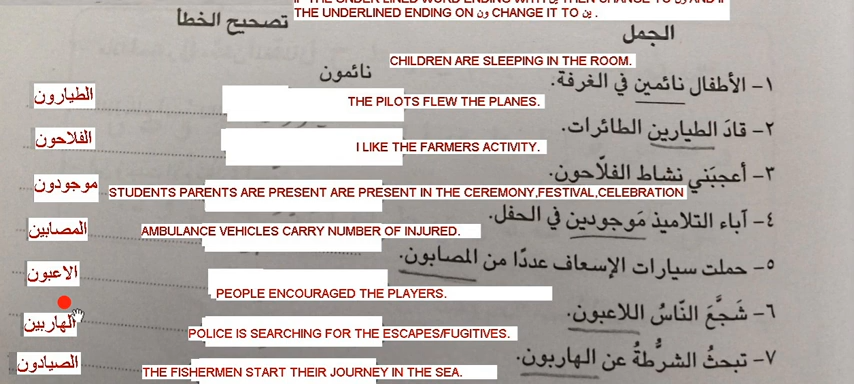 IF THE UNDER LINED WORD ENDING WITH ين THEN CHANGE TO ون AND IF
THE UNDERLINED ENDING ON ون CHANGE IT TO ين .
الجمل
تصحيح الخطأ
CHILDREN ARE SLEEPING IN THE ROOM.
١- الأطفال نائمين في الغرفة.
نائمون
THE PILOTS FLEW THE PLANES.
الطيارون
٢- قادَ الطيارين الطائرات.
I LIKE THE FARMERS ACTIVITY.
الفلاحون
٣- أعجبَني نشاط الفلّاحون.
STUDENTS PARENTS ARE PRESENT ARE PRESENT IN THE CEREMONY,FESTIVAL,CELEBRATION
موجودون
٤- آباء التلاميذ مَوجودين في الحفل.
AMBULANCE VEHICLES CARRY NUMBER OF INJURED.
المصابين
٥- حملت سيارات الإسعاف عددًا من المصابون.
الاعبون
PEOPLE ENCOURAGED THE PLAYERS.
٦- شَجَّعَ النّاسُ اللاعبون.
الهاربين
POLICE IS SEARCHING FOR THE ESCAPES/FUGITIVES.
٧- تبحثُ الشرطُةُ عن الهاربون.
الصيادون
THE FISHERMEN START THEIR JOURNEY IN THE SEA.